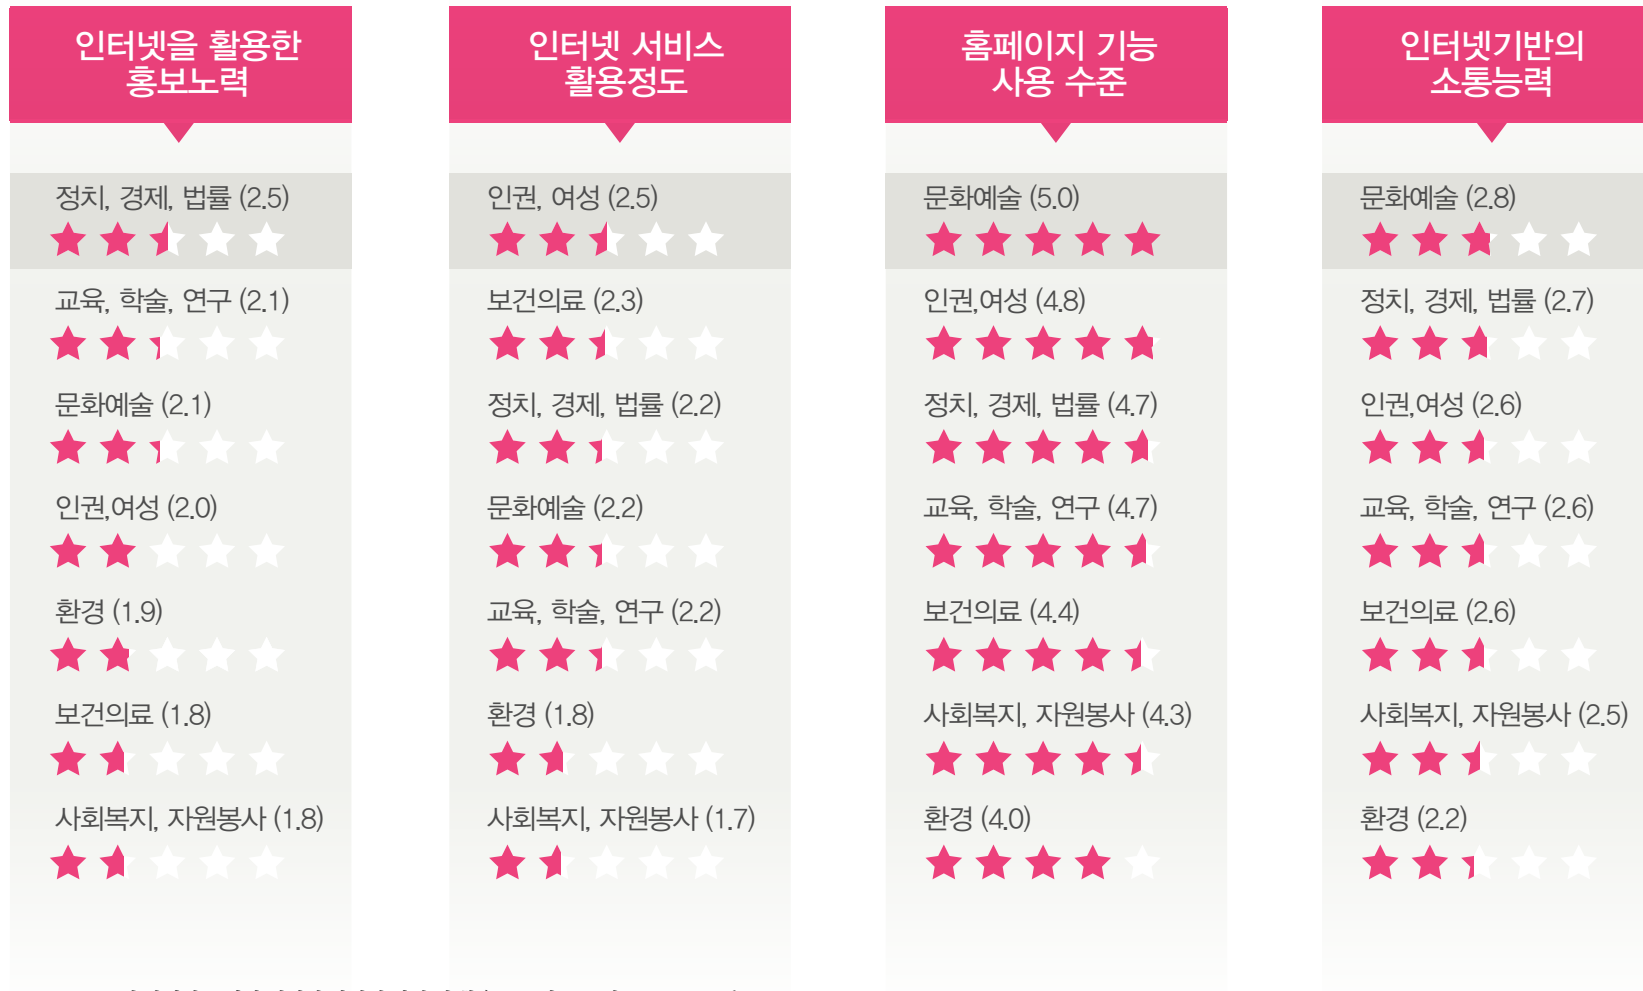 인터넷을 활용한
홍보노력
정치, 경제, 법률 (2.5)
교육, 학술, 연구 (2.1)
문화예술 (2.1)
인권,여성 (2.0)
환경 (1.9)
보건의료 (1.8)
사회복지, 자원봉사 (1.8)
인터넷 서비스
활용정도
인권, 여성 (2.5)
보건의료 (2.3)
정치, 경제, 법률 (2.2)
문화예술 (2.2)
교육, 학술, 연구 (2.2)
환경 (1.8)
사회복지, 자원봉사 (1.7)
홈페이지 기능
사용 수준
문화예술 (5.0)
인권,여성 (4.8)
정치, 경제, 법률 (4.7)
교육, 학술, 연구 (4.7)
보건의료 (4.4)
사회복지, 자원봉사 (4.3)
환경 (4.0)
인터넷기반의
소통능력
문화예술 (2.8)
정치, 경제, 법률 (2.7)
인권,여성 (2.6)
교육, 학술, 연구 (2.6)
보건의료 (2.6)
사회복지, 자원봉사 (2.5)
환경 (2.2)